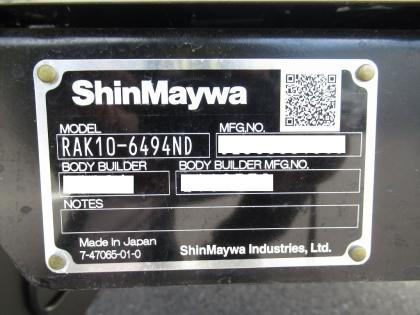 ShinMaywa
MODEL MFG.NO.
RAK10-6494ND
BODY BUILDER BODY BUILDER MFG.NO.
NOTES
Made in Japan
7-47065-01-0 ShinMaywa Industries, Ltd.